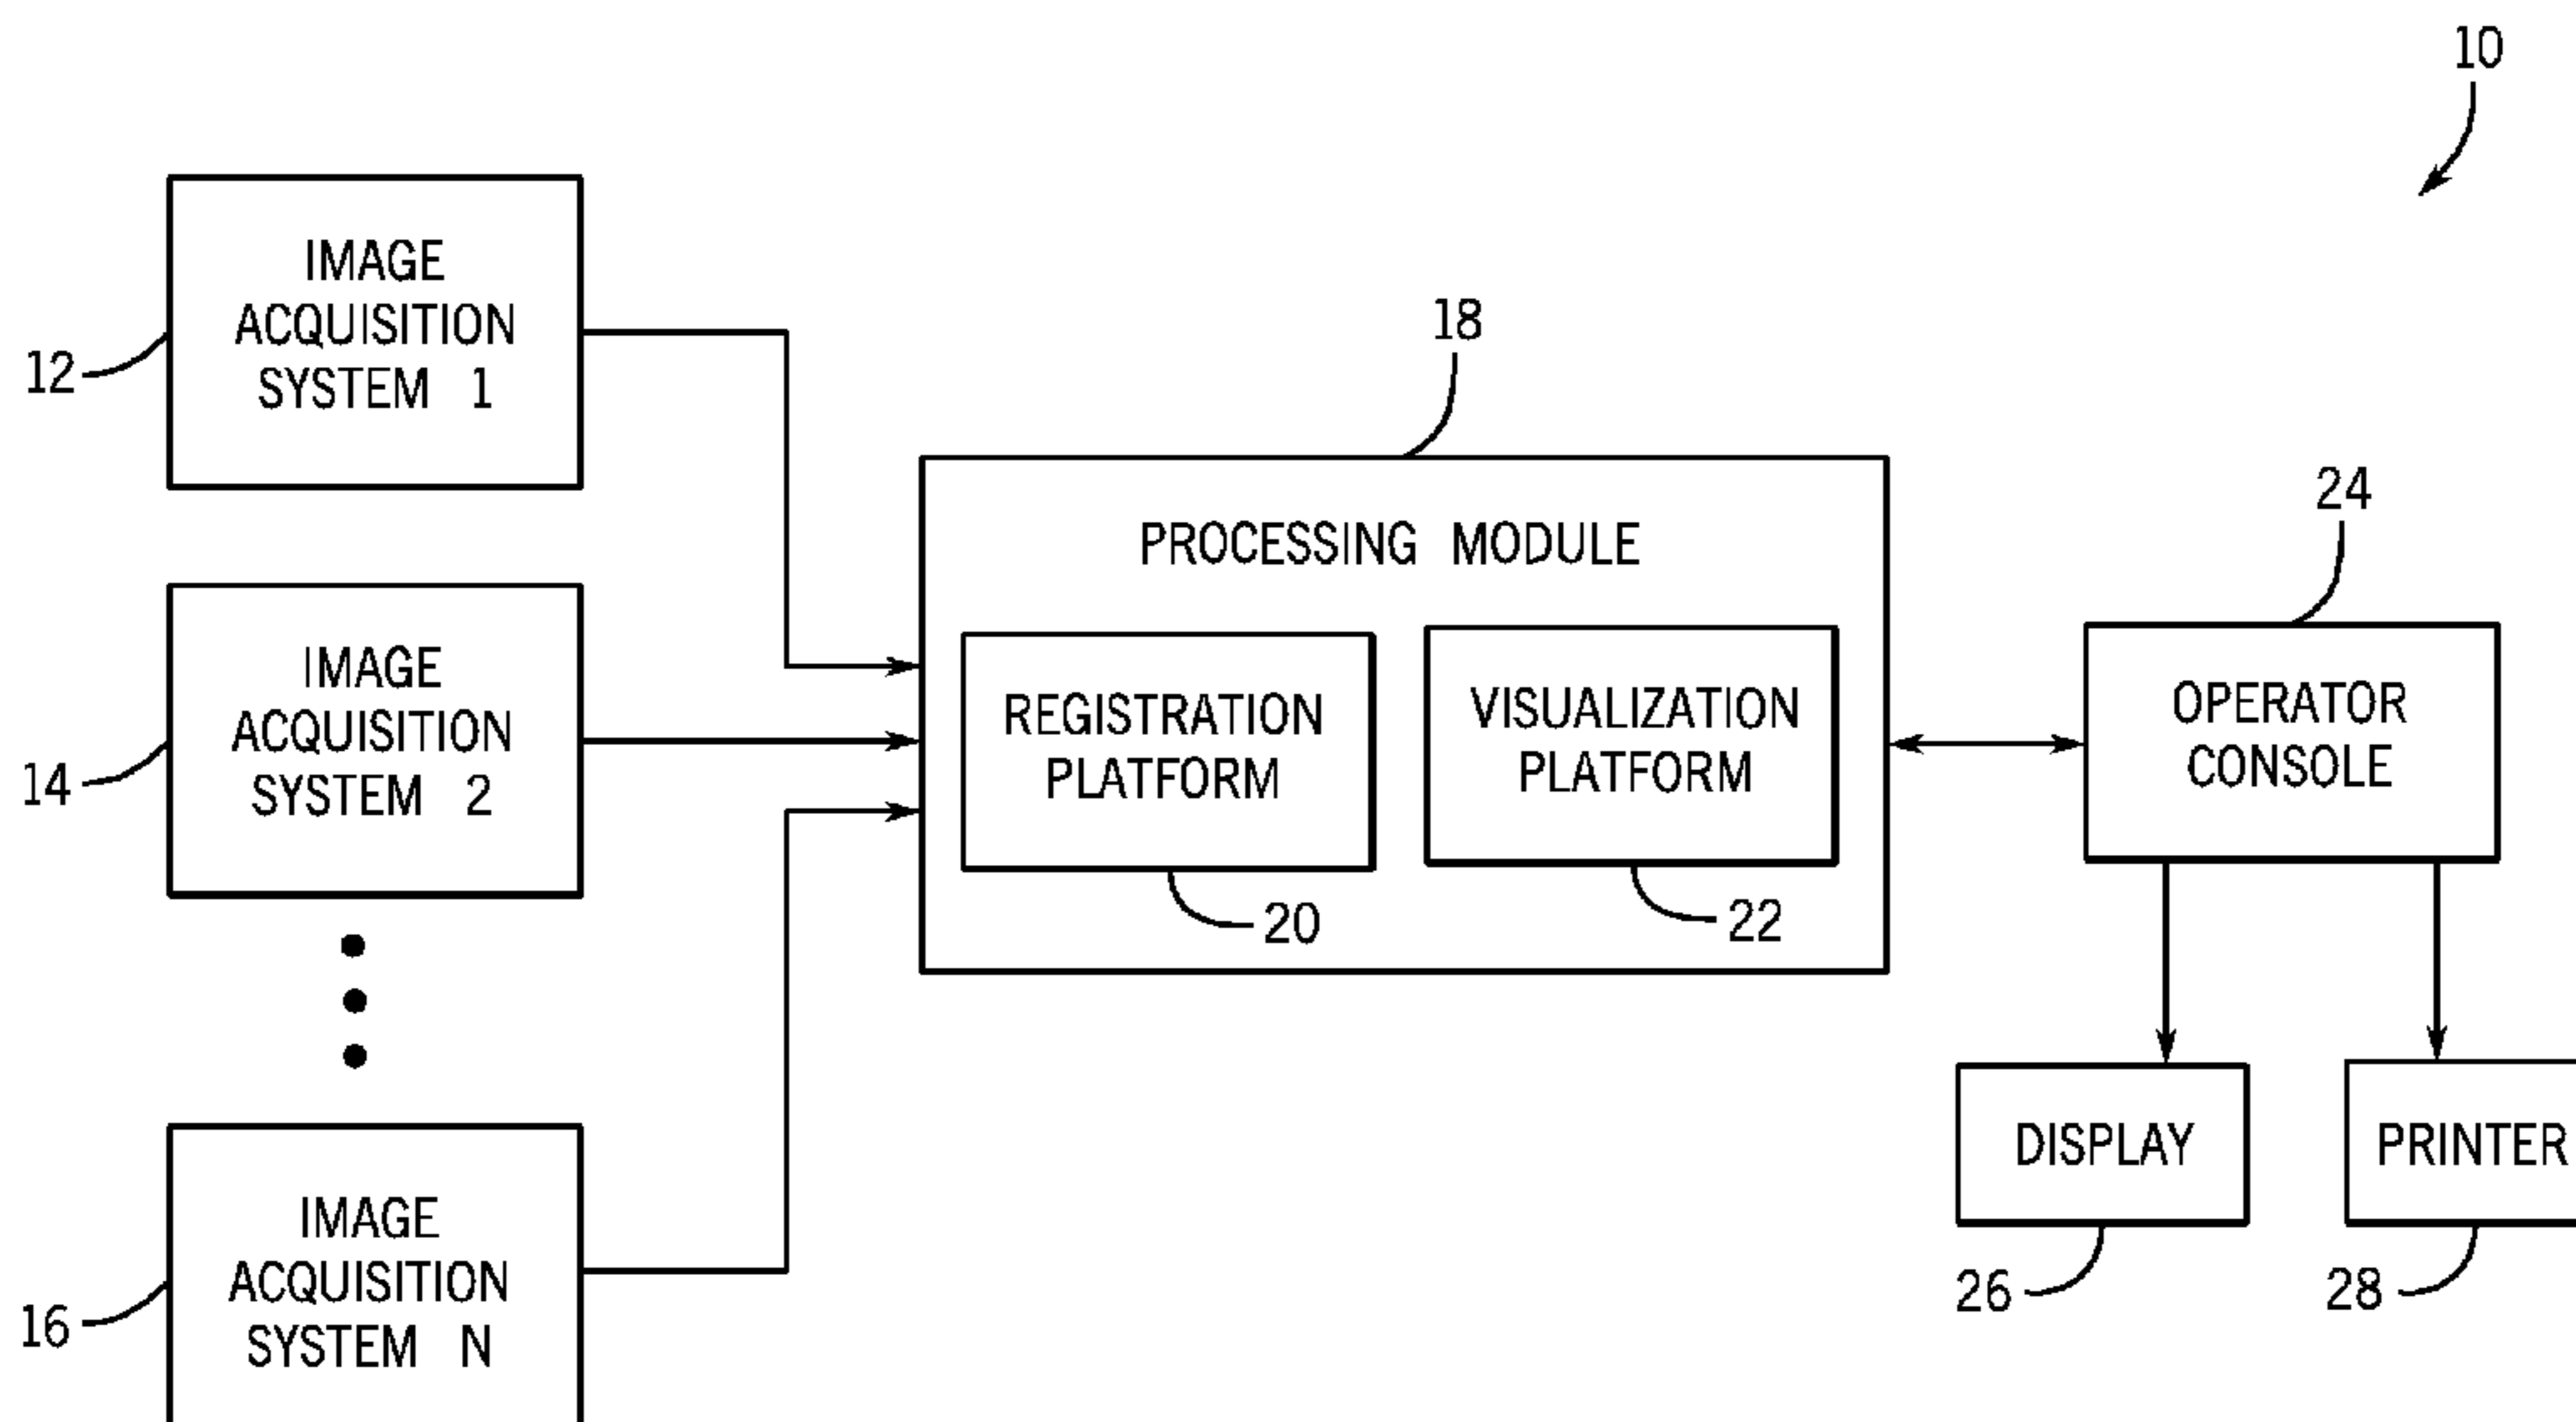 10
IMAGE
ACQUISITION
SYSTEM 1
12
18
PROCESSING MODULE
24
IMAGE
ACQUISITION
SYSTEM 2
14
REGISTRATION
PLATFORM
20
VISUALIZATION
PLATFORM
22
OPERATOR
CONSOLE
IMAGE
ACQUISITION
SYSTEM N
16
DISPLAY
26
PRINTER
28